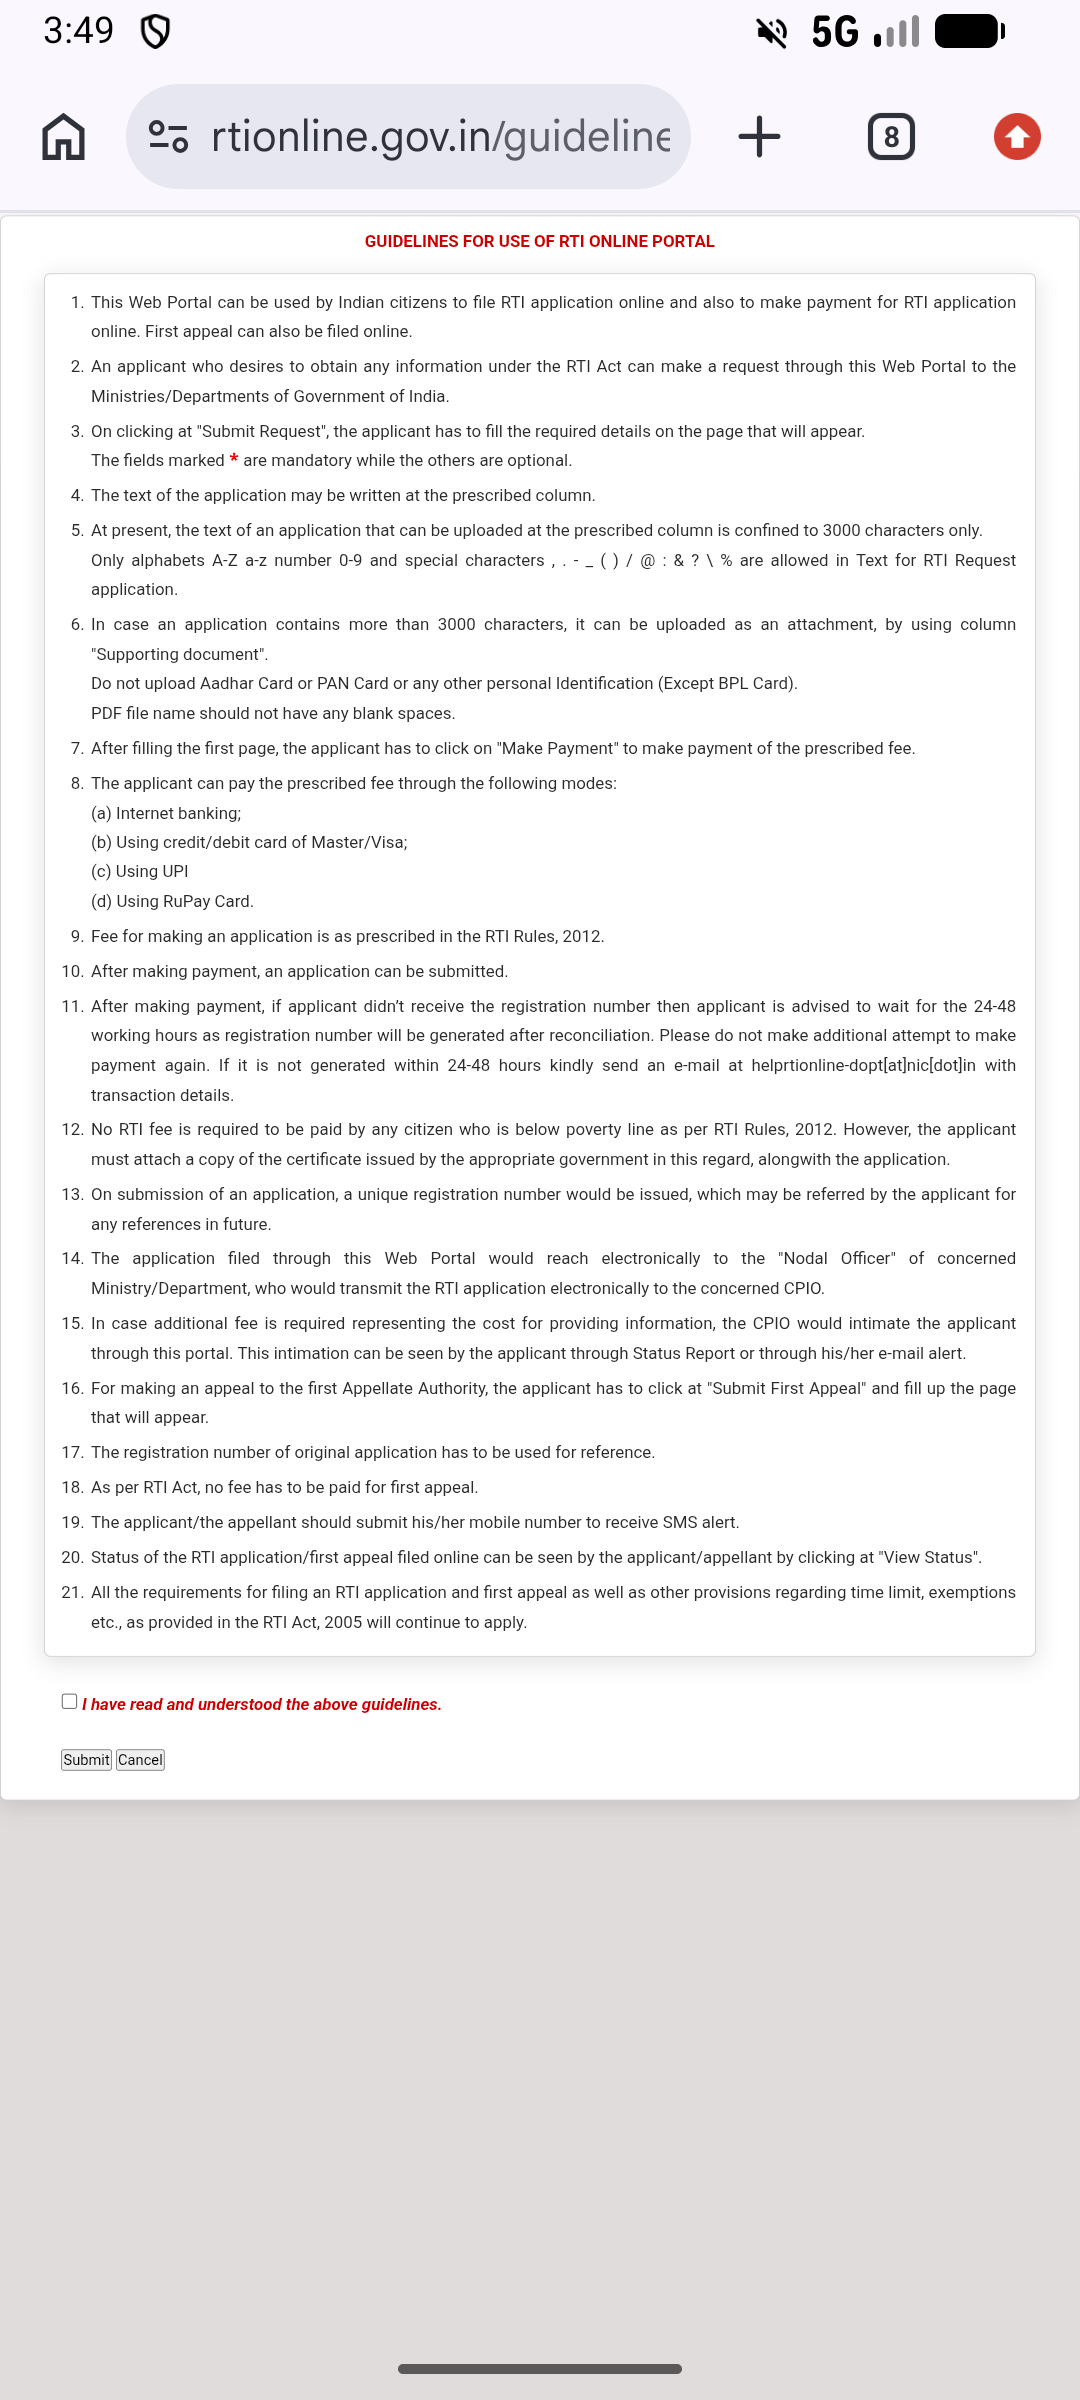 3:49
5G
rtionline.gov.in/guideline
8
GUIDELINES FOR USE OF RTI ONLINE PORTAL
1. This Web Portal can be used by Indian citizens to file RTI application online and also to make payment for RTI application
online. First appeal can also be filed online.
2. An applicant who desires to obtain any information under the RTI Act can make a request through this Web Portal to the
Ministries/Departments of Government of India.
3. On clicking at "Submit Request", the applicant has to fill the required details on the page that will appear.
The fields marked * are mandatory while the others are optional.
4. The text of the application may be written at the prescribed column.
5. At present, the text of an application that can be uploaded at the prescribed column is confined to 3000 characters only.
Only alphabets A-Z a-z number 0-9 and special characters , . - _ ( ) / @ : & ? \ % are allowed in Text for RTI Request
application.
6. In case an application contains more than 3000 characters, it can be uploaded as an attachment, by using column
"Supporting document".
Do not upload Aadhar Card or PAN Card or any other personal Identification (Except BPL Card).
PDF file name should not have any blank spaces.
7. After filling the first page, the applicant has to click on "Make Payment" to make payment of the prescribed fee.
8. The applicant can pay the prescribed fee through the following modes:
(a) Internet banking;
(b) Using credit/debit card of Master/Visa;
(c) Using UPI
(d) Using RuPay Card.
9. Fee for making an application is as prescribed in the RTI Rules, 2012.
10. After making payment, an application can be submitted.
11. After making payment, if applicant didn’t receive the registration number then applicant is advised to wait for the 24-48
working hours as registration number will be generated after reconciliation. Please do not make additional attempt to make
payment again. If it is not generated within 24-48 hours kindly send an e-mail at helprtionline-dopt[at]nic[dot]in with
transaction details.
12. No RTI fee is required to be paid by any citizen who is below poverty line as per RTI Rules, 2012. However, the applicant
must attach a copy of the certificate issued by the appropriate government in this regard, alongwith the application.
13. On submission of an application, a unique registration number would be issued, which may be referred by the applicant for
any references in future.
14. The application filed through this Web Portal would reach electronically to the "Nodal Officer" of concerned
Ministry/Department, who would transmit the RTI application electronically to the concerned CPIO.
15. In case additional fee is required representing the cost for providing information, the CPIO would intimate the applicant
through this portal. This intimation can be seen by the applicant through Status Report or through his/her e-mail alert.
16. For making an appeal to the first Appellate Authority, the applicant has to click at "Submit First Appeal" and fill up the page
that will appear.
17. The registration number of original application has to be used for reference.
18. As per RTI Act, no fee has to be paid for first appeal.
19. The applicant/the appellant should submit his/her mobile number to receive SMS alert.
20. Status of the RTI application/first appeal filed online can be seen by the applicant/appellant by clicking at "View Status".
21. All the requirements for filing an RTI application and first appeal as well as other provisions regarding time limit, exemptions
etc., as provided in the RTI Act, 2005 will continue to apply.
I have read and understood the above guidelines.
Submit Cancel